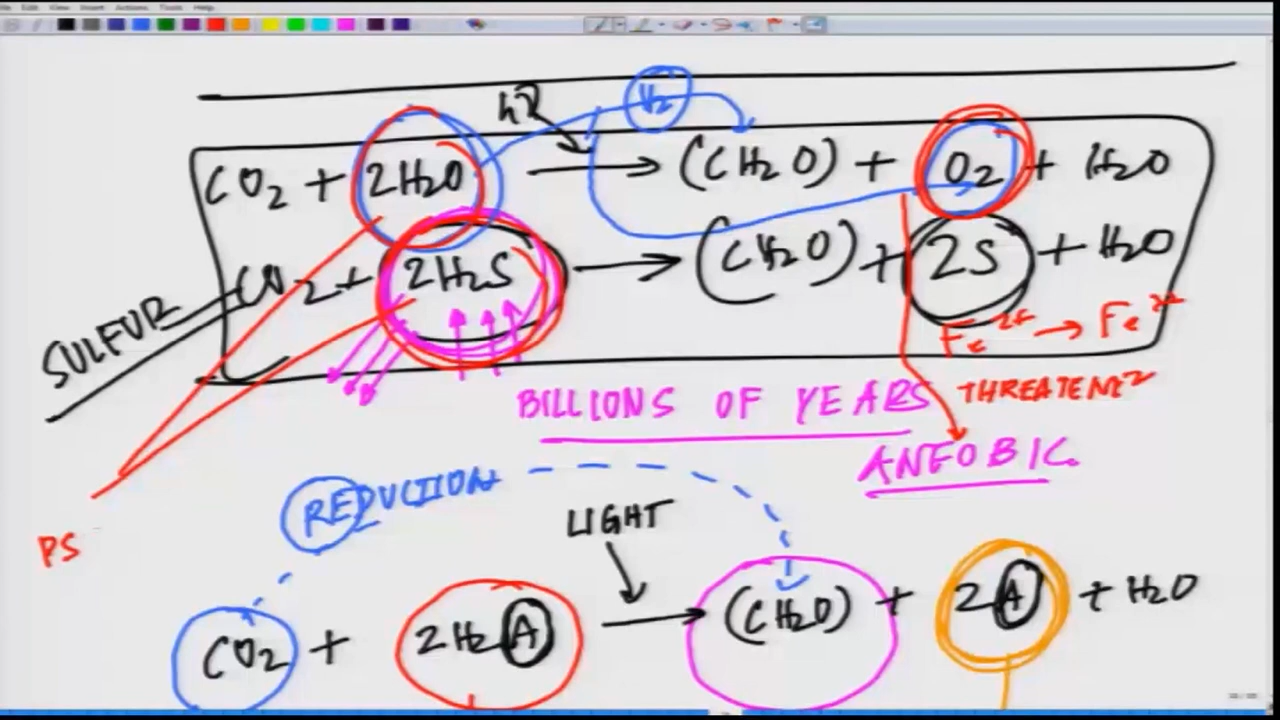 H2
hν
CO2 + 2H2O → (CH2O) + O2 + H2O
CO2 + 2H2S → (CH2O) + 2S + H2O
SULFUR
Fe2+ → Fe3+
BILLIONS OF YEARS
ANEOBIC.
REDUCTION
LIGHT
PS
CO2 + 2H2A → (CH2O) + 2A + H2O